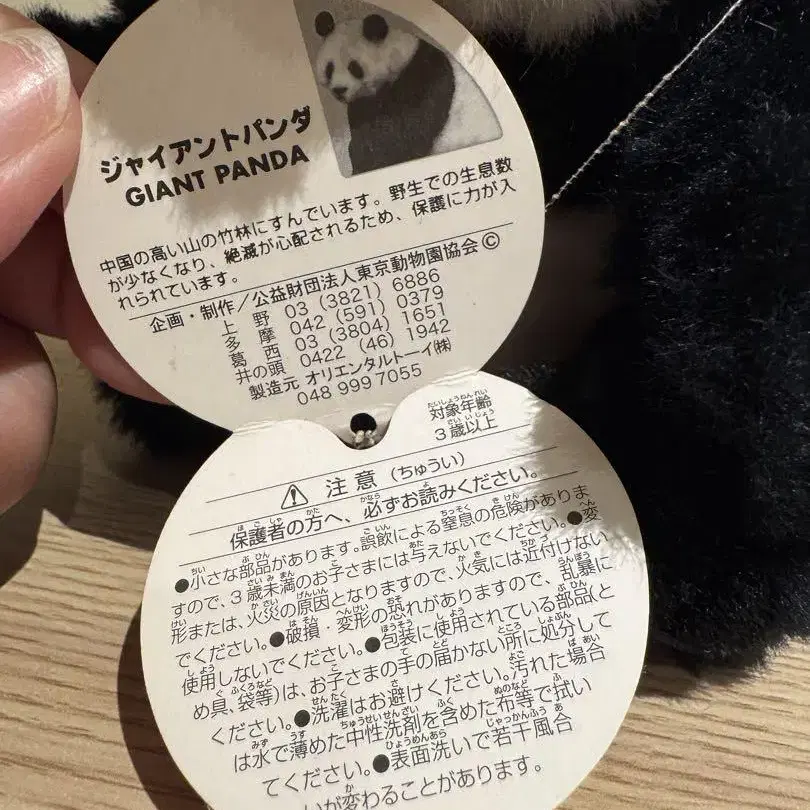 ジャイアントパンダ
GIANT PANDA
中国の高い山の竹林にすんでいます。野生での生息数
が少なくなり、絶滅が心配されるため、保護に力が入
れられています。
企画・制作/公益財団法人東京動物園協会©
上 野 03 (3821) 6886
多 摩 042 (591) 0379
葛 西 03 (3804) 1651
井の頭 0422 (46) 1942
製造元 オリエンタルトーイ㈱
048 999 7055
対象年齢
3歳以上
注意(ちゅうい)
保護者の方へ、必ずお読みください。
●小さな部品があります。誤飲による窒息の危険がありま
すので、3歳未満のお子さまには与えないでください。●変
形または、火災の原因となりますので、火気には近付けない
でください。●破損・変形の恐れがありますので、乱暴に
使用しないでください。●包装に使用されている部品(と
め具、袋等)は、お子さまの手の届かない所に処分して
ください。●洗濯はお避けください。汚れた場合
は水で薄めた中性洗剤を含めた布等で拭い
てください。●表面洗いで若干風合
いが変わることがあります。